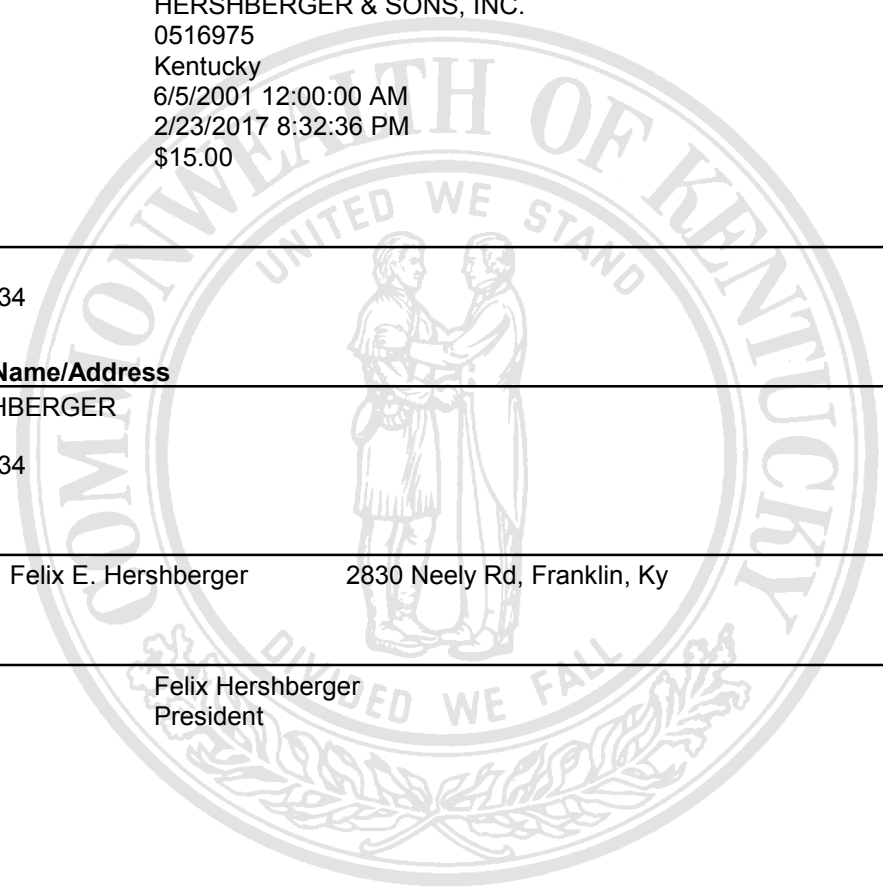 HERSHBERGER & SONS, INC.
0516975
Kentucky
6/5/2001 12:00:00 AM
2/23/2017 8:32:36 PM
$15.00
34
Name/Address
HBERGER
34
Felix E. Hershberger 2830 Neely Rd, Franklin, Ky
Felix Hershberger
President
COMMONWEALTH OF KENTUCKY
UNITED WE STAND
DIVIDED WE FALL